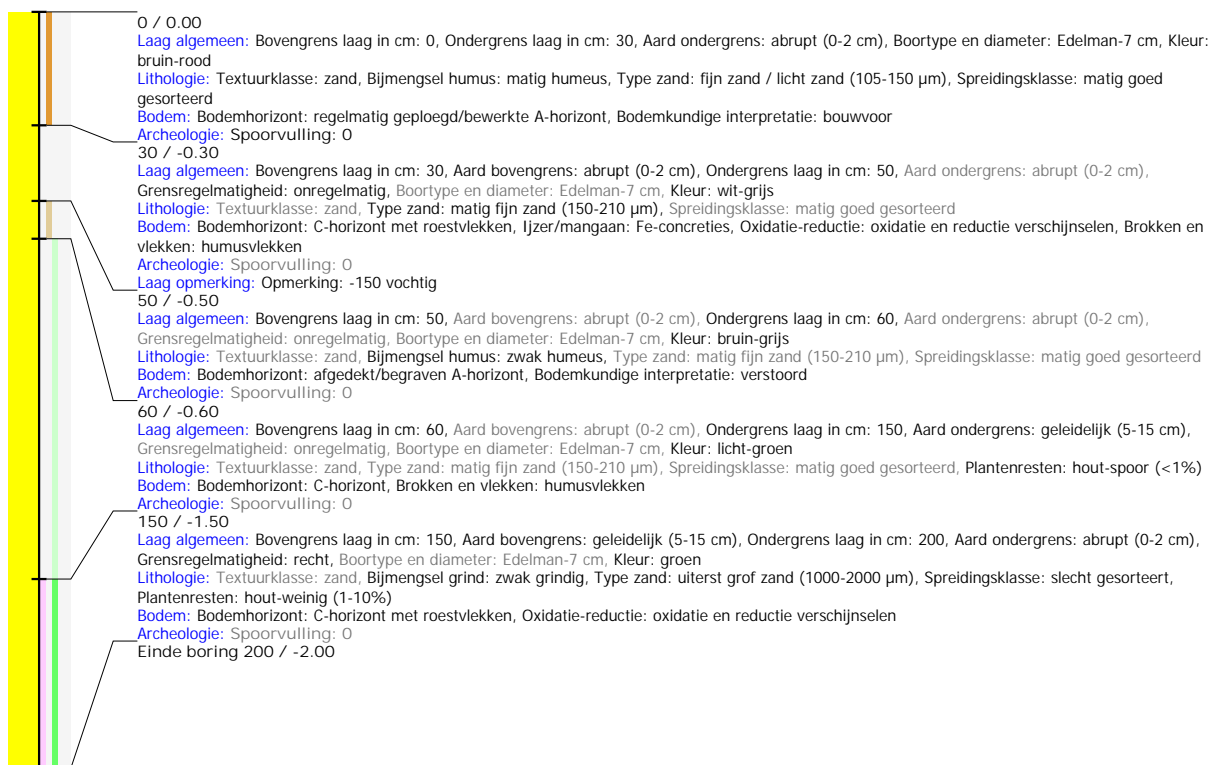 0 / 0.00
Laag algemeen: Bovengrens laag in cm: 0, Ondergrens laag in cm: 30, Aard ondergrens: abrupt (0-2 cm), Boortype en diameter: Edelman-7 cm, Kleur:
bruin-rood
Lithologie: Textuurklasse: zand, Bijmengsel humus: matig humeus, Type zand: fijn zand / licht zand (105-150 µm), Spreidingsklasse: matig goed
gesorteerd
Bodem: Bodemhorizont: regelmatig geploegd/bewerkte A-horizont, Bodemkundige interpretatie: bouwvoor
Archeologie: Spoorvulling: 0
30 / -0.30
Laag algemeen: Bovengrens laag in cm: 30, Aard bovengrens: abrupt (0-2 cm), Ondergrens laag in cm: 50, Aard ondergrens: abrupt (0-2 cm),
Grensregelmatigheid: onregelmatig, Boortype en diameter: Edelman-7 cm, Kleur: wit-grijs
Lithologie: Textuurklasse: zand, Type zand: matig fijn zand (150-210 µm), Spreidingsklasse: matig goed gesorteerd
Bodem: Bodemhorizont: C-horizont met roestvlekken, Ijzer/mangaan: Fe-concreties, Oxidatie-reductie: oxidatie en reductie verschijnselen, Brokken en
vlekken: humusvlekken
Archeologie: Spoorvulling: 0
Laag opmerking: Opmerking: -150 vochtig
50 / -0.50
Laag algemeen: Bovengrens laag in cm: 50, Aard bovengrens: abrupt (0-2 cm), Ondergrens laag in cm: 60, Aard ondergrens: abrupt (0-2 cm),
Grensregelmatigheid: onregelmatig, Boortype en diameter: Edelman-7 cm, Kleur: bruin-grijs
Lithologie: Textuurklasse: zand, Bijmengsel humus: zwak humeus, Type zand: matig fijn zand (150-210 µm), Spreidingsklasse: matig goed gesorteerd
Bodem: Bodemhorizont: afgedekt/begraven A-horizont, Bodemkundige interpretatie: verstoord
Archeologie: Spoorvulling: 0
60 / -0.60
Laag algemeen: Bovengrens laag in cm: 60, Aard bovengrens: abrupt (0-2 cm), Ondergrens laag in cm: 150, Aard ondergrens: geleidelijk (5-15 cm),
Grensregelmatigheid: onregelmatig, Boortype en diameter: Edelman-7 cm, Kleur: licht-groen
Lithologie: Textuurklasse: zand, Type zand: matig fijn zand (150-210 µm), Spreidingsklasse: matig goed gesorteerd, Plantenresten: hout-spoor (<1%)
Bodem: Bodemhorizont: C-horizont, Brokken en vlekken: humusvlekken
Archeologie: Spoorvulling: 0
150 / -1.50
Laag algemeen: Bovengrens laag in cm: 150, Aard bovengrens: geleidelijk (5-15 cm), Ondergrens laag in cm: 200, Aard ondergrens: abrupt (0-2 cm),
Grensregelmatigheid: recht, Boortype en diameter: Edelman-7 cm, Kleur: groen
Lithologie: Textuurklasse: zand, Bijmengsel grind: zwak grindig, Type zand: uiterst grof zand (1000-2000 µm), Spreidingsklasse: slecht gesorteert,
Plantenresten: hout-weinig (1-10%)
Bodem: Bodemhorizont: C-horizont met roestvlekken, Oxidatie-reductie: oxidatie en reductie verschijnselen
Archeologie: Spoorvulling: 0
Einde boring 200 / -2.00